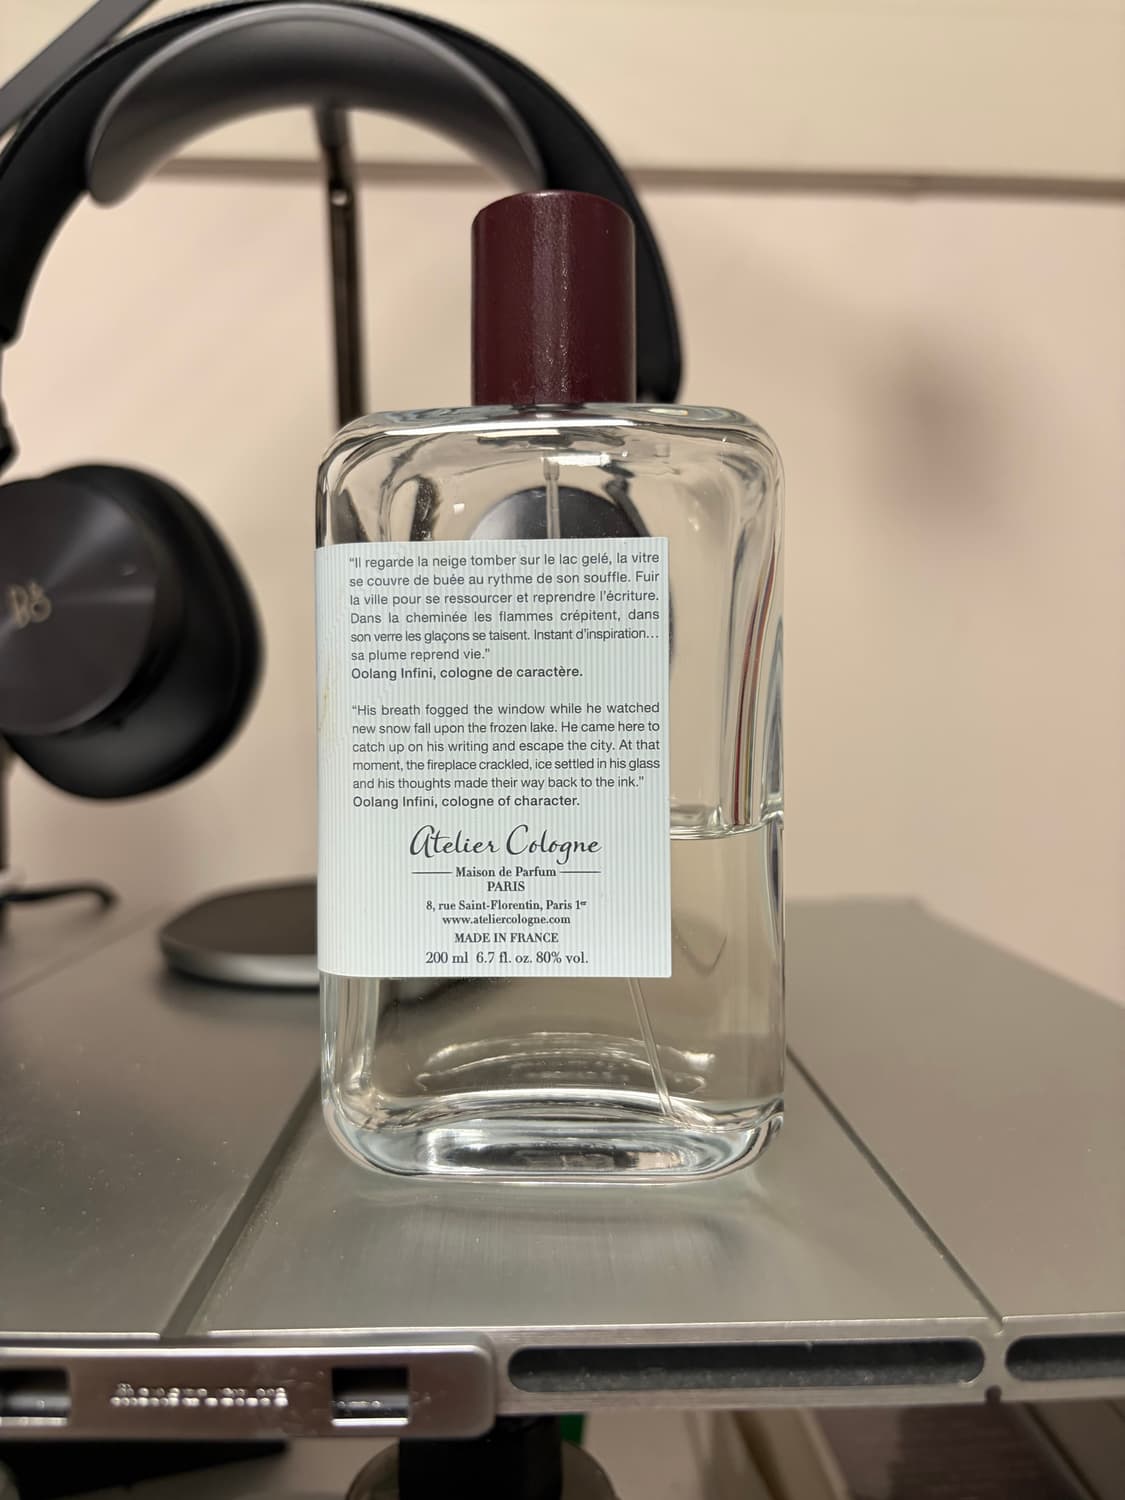 "Il regarde la neige tomber sur le lac gelé, la vitre
se couvre de buée au rythme de son souffle. Fuir
la ville pour se ressourcer et reprendre l'écriture.
Dans la cheminée les flammes crépitent, dans
son verre les glaçons se taisent. Instant d'inspiration...
sa plume reprend vie."
Oolang Infini, cologne de caractère.
"His breath fogged the window while he watched
new snow fall upon the frozen lake. He came here to
catch up on his writing and escape the city. At that
moment, the fireplace crackled, ice settled in his glass
and his thoughts made their way back to the ink."
Oolang Infini, cologne of character.
Atelier Cologne
Maison de Parfum
PARIS
8, rue Saint-Florentin, Paris 1er
www.ateliercologne.com
MADE IN FRANCE
200 ml 6.7 fl. oz. 80% vol.
B&O